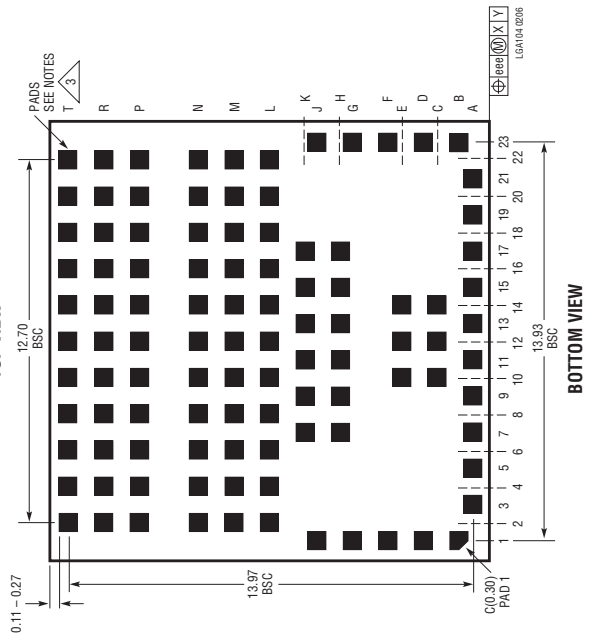 12.70
BSC
PADS
SEE NOTES
3
0.11 – 0.27
T
R
P
N
M
L
K
J
H
G
F
E
D
C
B
A
13.97
BSC
C(0.30)
PAD 1
1 2 3 4 5 6 7 8 9 10 11 12 13 14 15 16 17 18 19 20 21 22 23
13.93
BSC
eee M X Y
LGA104 0206
BOTTOM VIEW